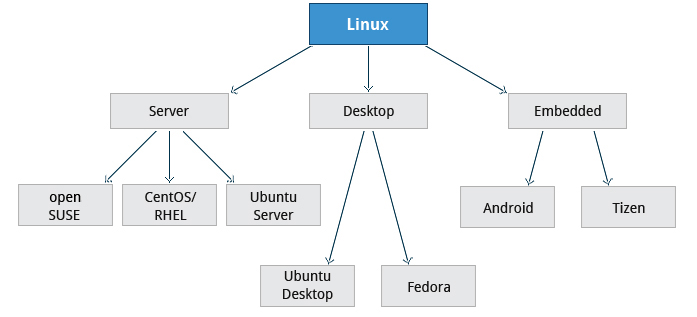 Linux
Server
Desktop
Embedded
open
SUSE
CentOS/
RHEL
Ubuntu
Server
Android
Tizen
Ubuntu
Desktop
Fedora